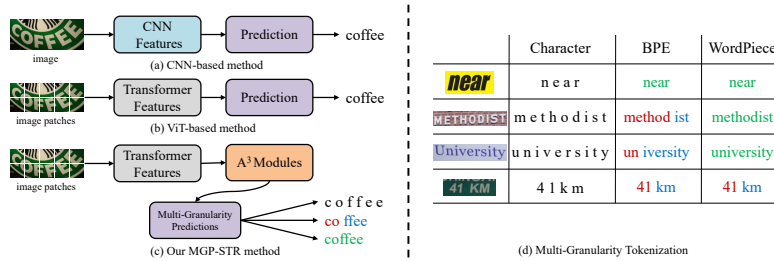 COFFEE
CNN
Features
Prediction
coffee
image
(a) CNN-based method
COFFEE
Transformer
Features
Prediction
coffee
image patches
(b) ViT-based method
COFFEE
Transformer
Features
A³ Modules
image patches
Multi-Granularity
Predictions
c o f f e e
co ffee
coffee
(c) Our MGP-STR method
Character BPE WordPiece
near n e a r near near
METHODIST m e t h o d i s t method ist methodist
University u n i v e r s i t y un iversity university
41 KM 4 1 k m 41 km 41 km
(d) Multi-Granularity Tokenization